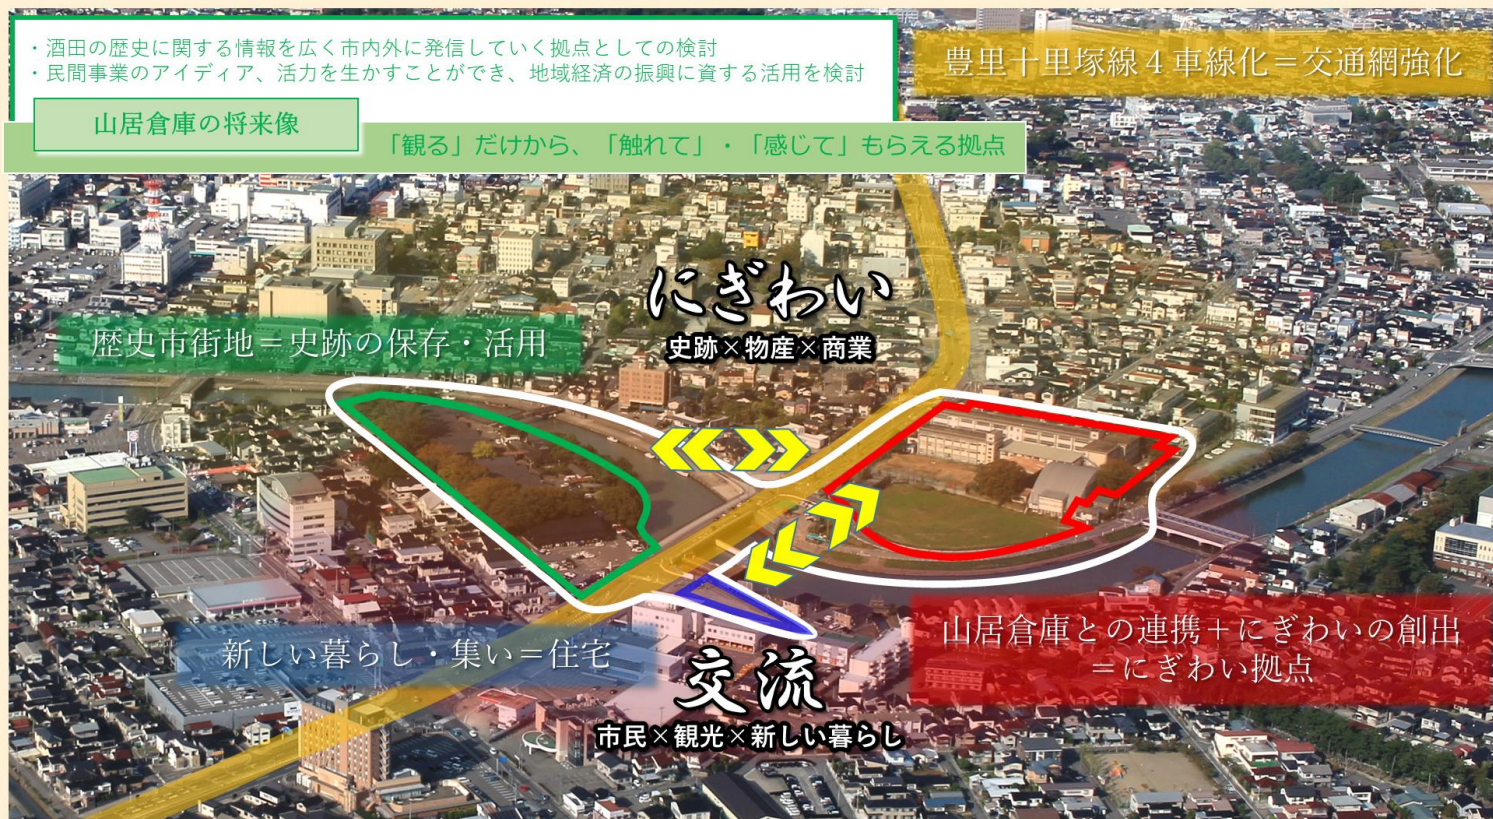 ・酒田の歴史に関する情報を広く市内外に発信していく拠点としての検討
・民間事業のアイディア、活力を生かすことができ、地域経済の振興に資する活用を検討
山居倉庫の将来像
「観る」だけから、「触れて」・「感じて」もらえる拠点
豊里十里塚線4車線化＝交通網強化
にぎわい
史跡×物産×商業
歴史市街地＝史跡の保存・活用
新しい暮らし・集い＝住宅
交流
市民×観光×新しい暮らし
山居倉庫との連携＋にぎわいの創出
＝にぎわい拠点